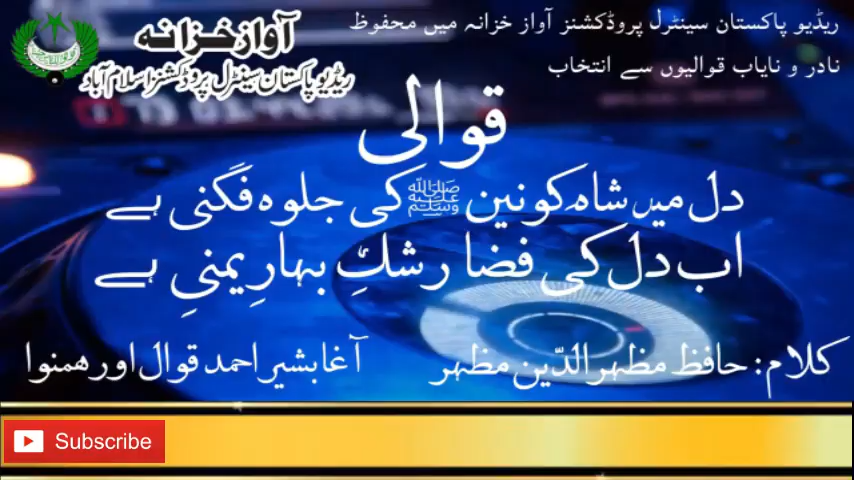 ریڈیو پاکستان سینٹرل پروڈکشنز آواز خزانہ میں محفوظ
نادر و نایاب قوالیوں سے انتخاب
آواز خزانہ
ریڈیو پاکستان سینٹرل پروڈکشنز اسلام آباد
قوالی
دل میں شاہ کونین ﷺ کی جلوہ فگنی ہے
اب دل کی فضا رشکِ بہارِ یمنیِ ہے
کلام: حافظ مظہر الدّین مظہر
آغا بشیر احمد قوال اور ھمنوا
Subscribe